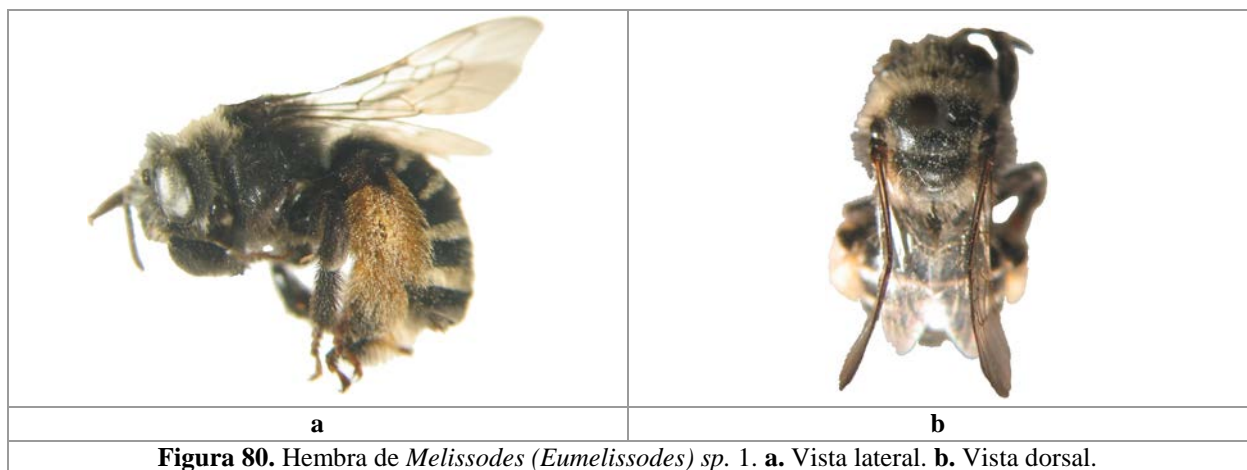 a
b
Figura 80. Hembra de Melissodes (Eumelissodes) sp. 1. a. Vista lateral. b. Vista dorsal.